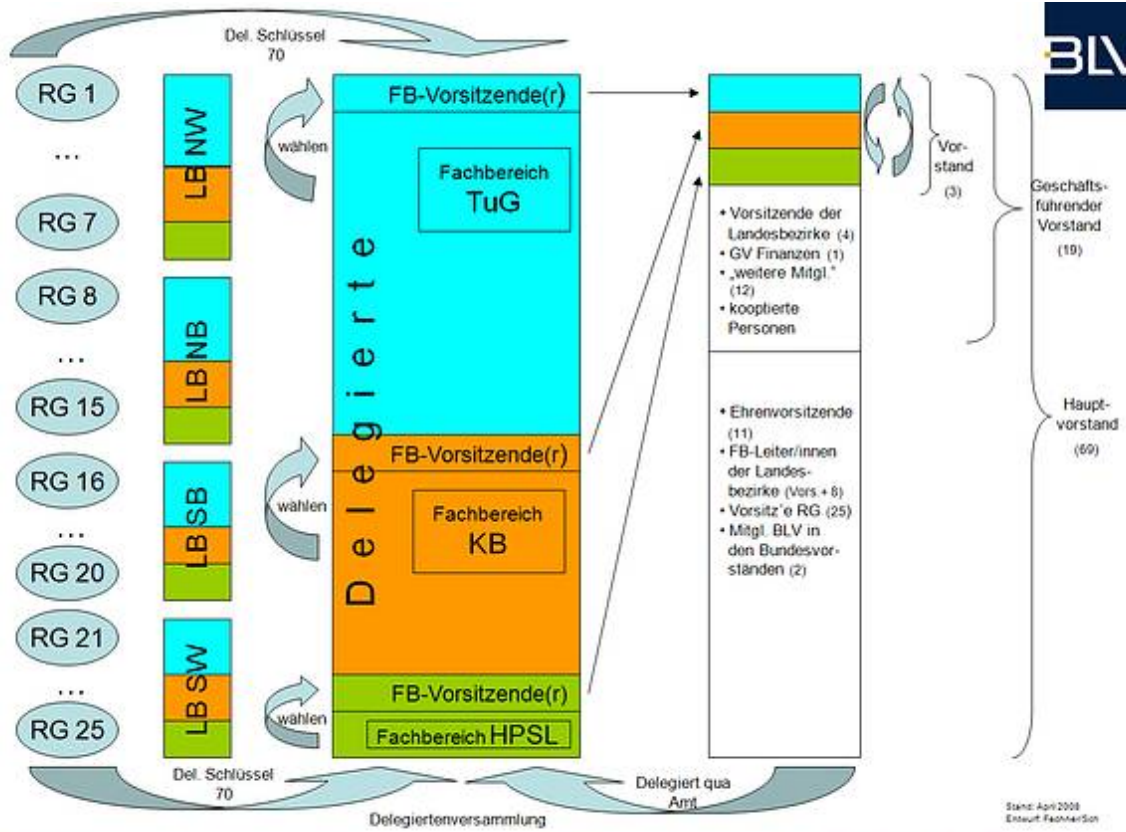 Del. Schlüssel
70
BLV
RG 1
...
RG 7
RG 8
...
RG 15
RG 16
...
RG 20
RG 21
...
RG 25
LB NW
LB NB
LB SB
LB SW
wählen
wählen
wählen
Delegierte
FB-Vorsitzende(r)
Fachbereich
TuG
FB-Vorsitzende(r)
Fachbereich
KB
FB-Vorsitzende(r)
Fachbereich HPSL
• Vorsitzende der
Landesbezirke (4)
• GV Finanzen (1)
• „weitere Mitgl.“
(12)
• kooptierte
Personen
• Ehrenvorsitzende
(11)
• FB-Leiter/innen
der Landes-
bezirke (Vors.+ 8)
• Vorsitz´e RG (25)
• Mitgl. BLV in
den Bundesvor-
ständen (2)
Vor-
stand
(3)
Geschäfts-
führender
Vorstand
(19)
Haupt-
vorstand
(69)
Del. Schlüssel
70
Delegiertenversammlung
Delegiert qua
Amt
Stand: April 2008
Entwurf: Fechner/Sch